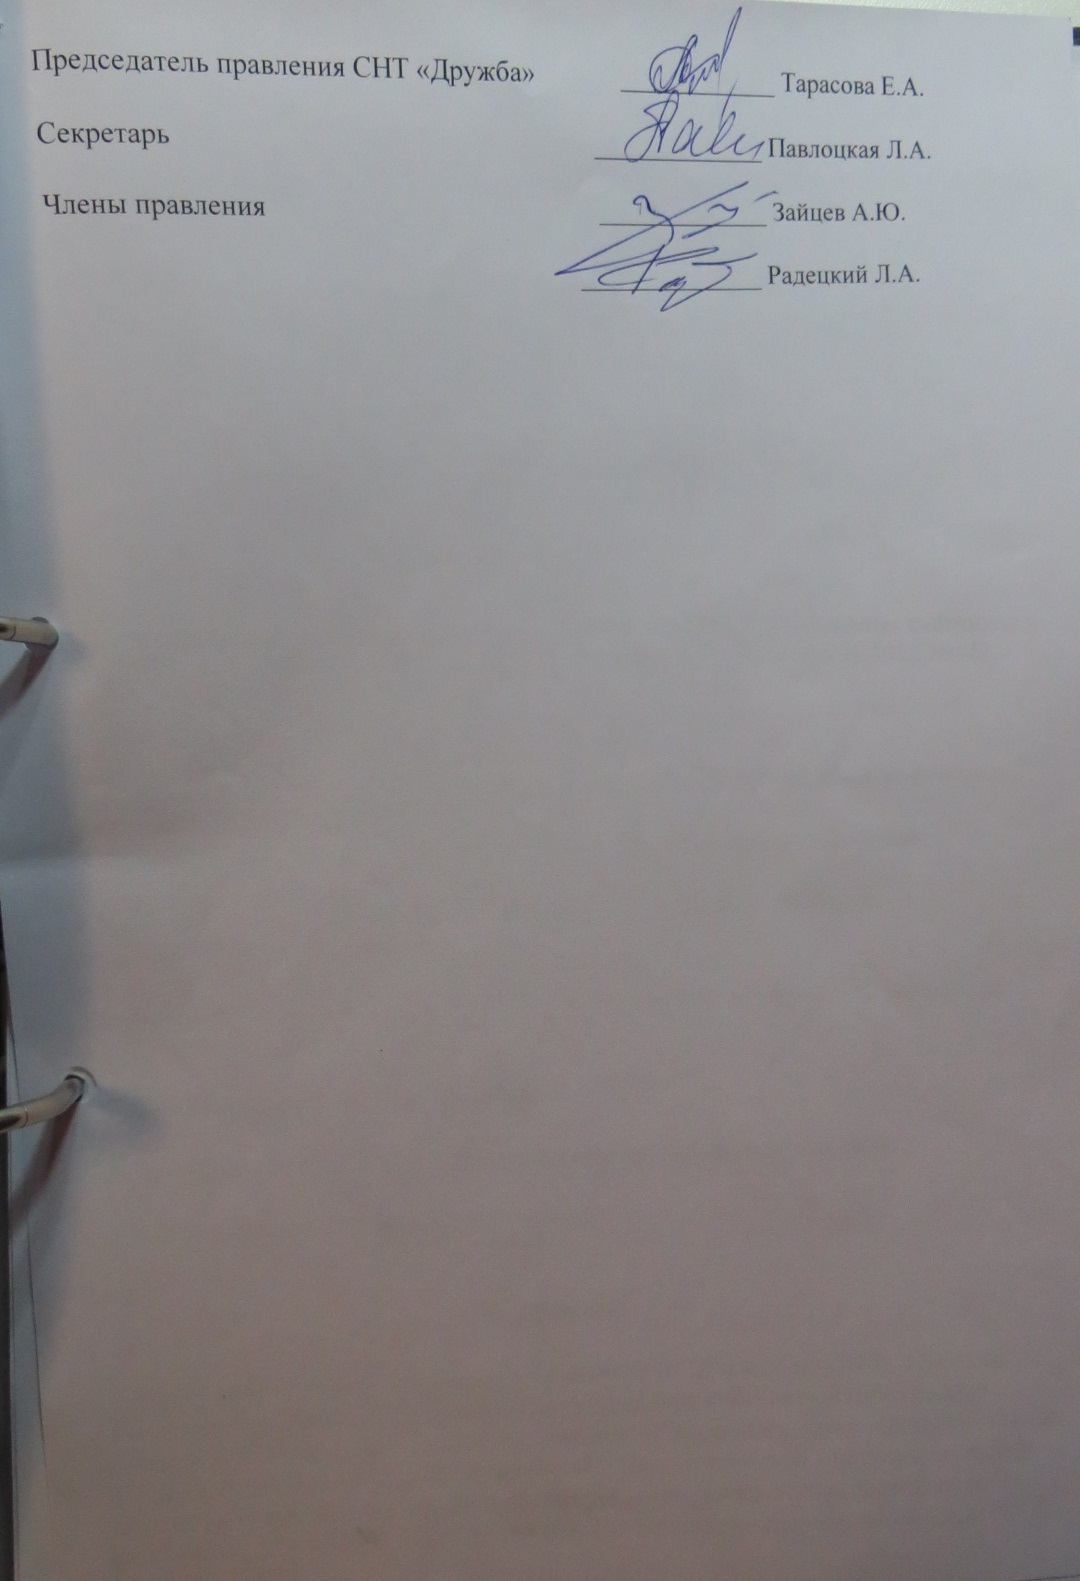 Председатель правления СНТ «Дружба» Тарасова Е.А.
Секретарь Павлоцкая Л.А.
Члены правления Зайцев А.Ю.
Радецкий Л.А.